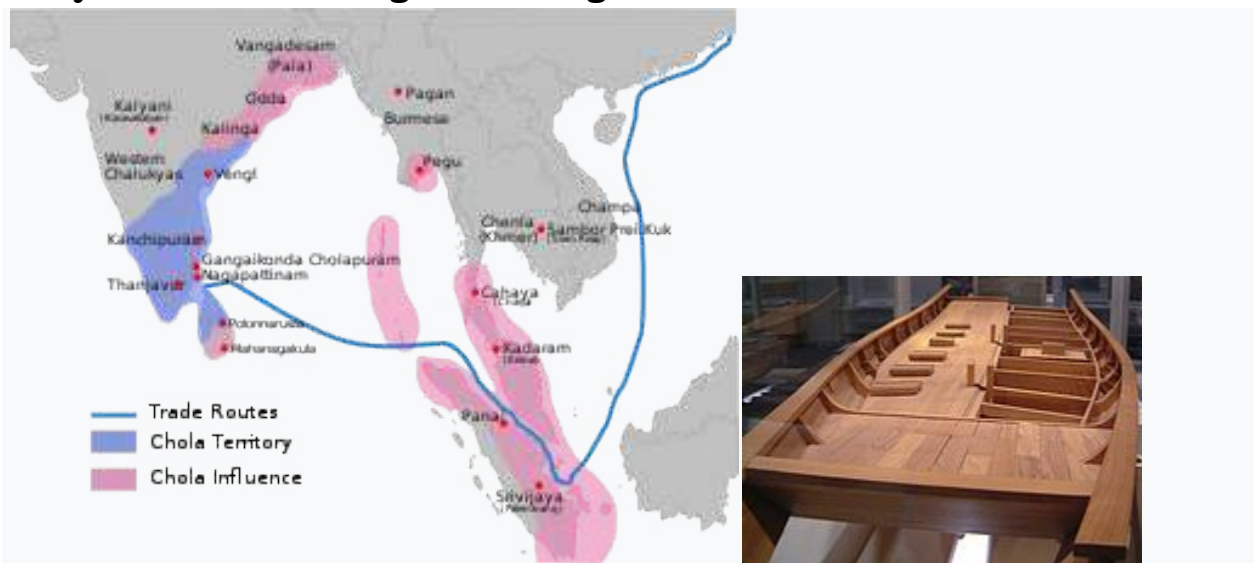 Vangadesam
(Pala)
Odda
Kalinga
Kalyani
Western
Chalukyas
Vengi
Pagan
Burmese
Pegu
Champa
Chenla
(Khmer)
Sambor Prei Kuk
Kanchipuram
Gangaikonda Cholapuram
Nagapattinam
Thanjavur
Polonnaruwa
Mahanagakula
Cahaya
Kadaram
Panai
Srivijaya
Trade Routes
Chola Territory
Chola Influence